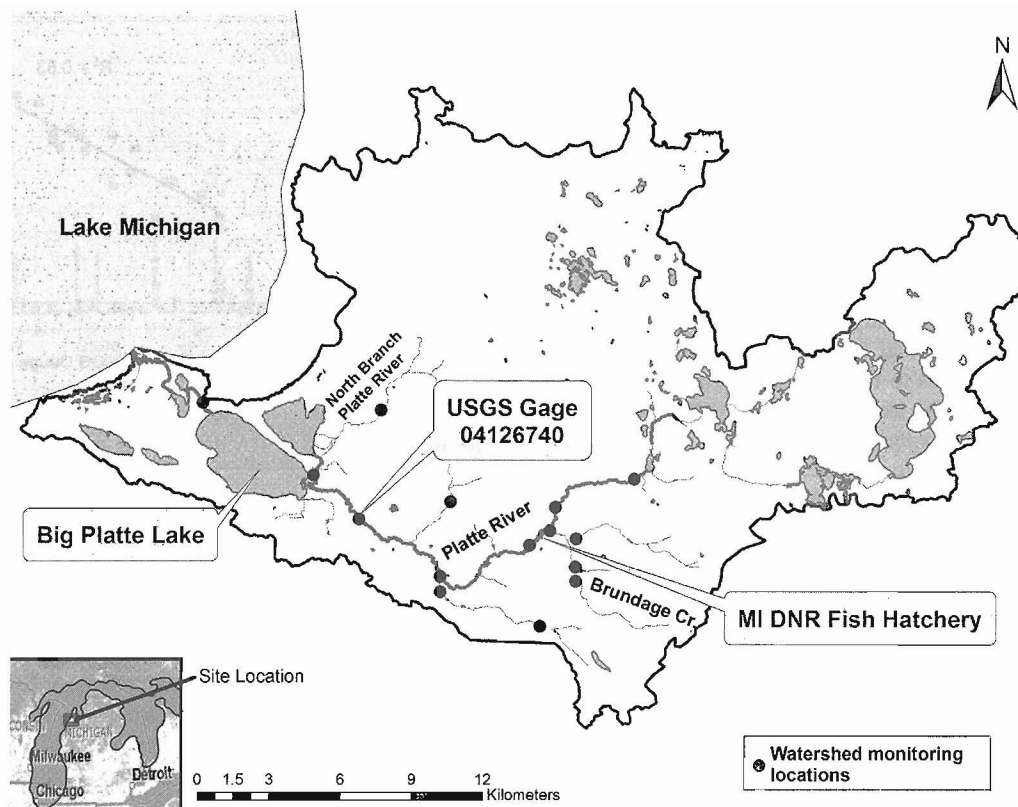 N
Lake Michigan
North Branch
Platte River
USGS Gage
04126740
Big Platte Lake
Platte River
Brundage Cr.
MI DNR Fish Hatchery
Site Location
MICHIGAN
Milwaukee
Detroit
Chicago
0 1.5 3 6 9 12
Kilometers
Watershed monitoring
locations